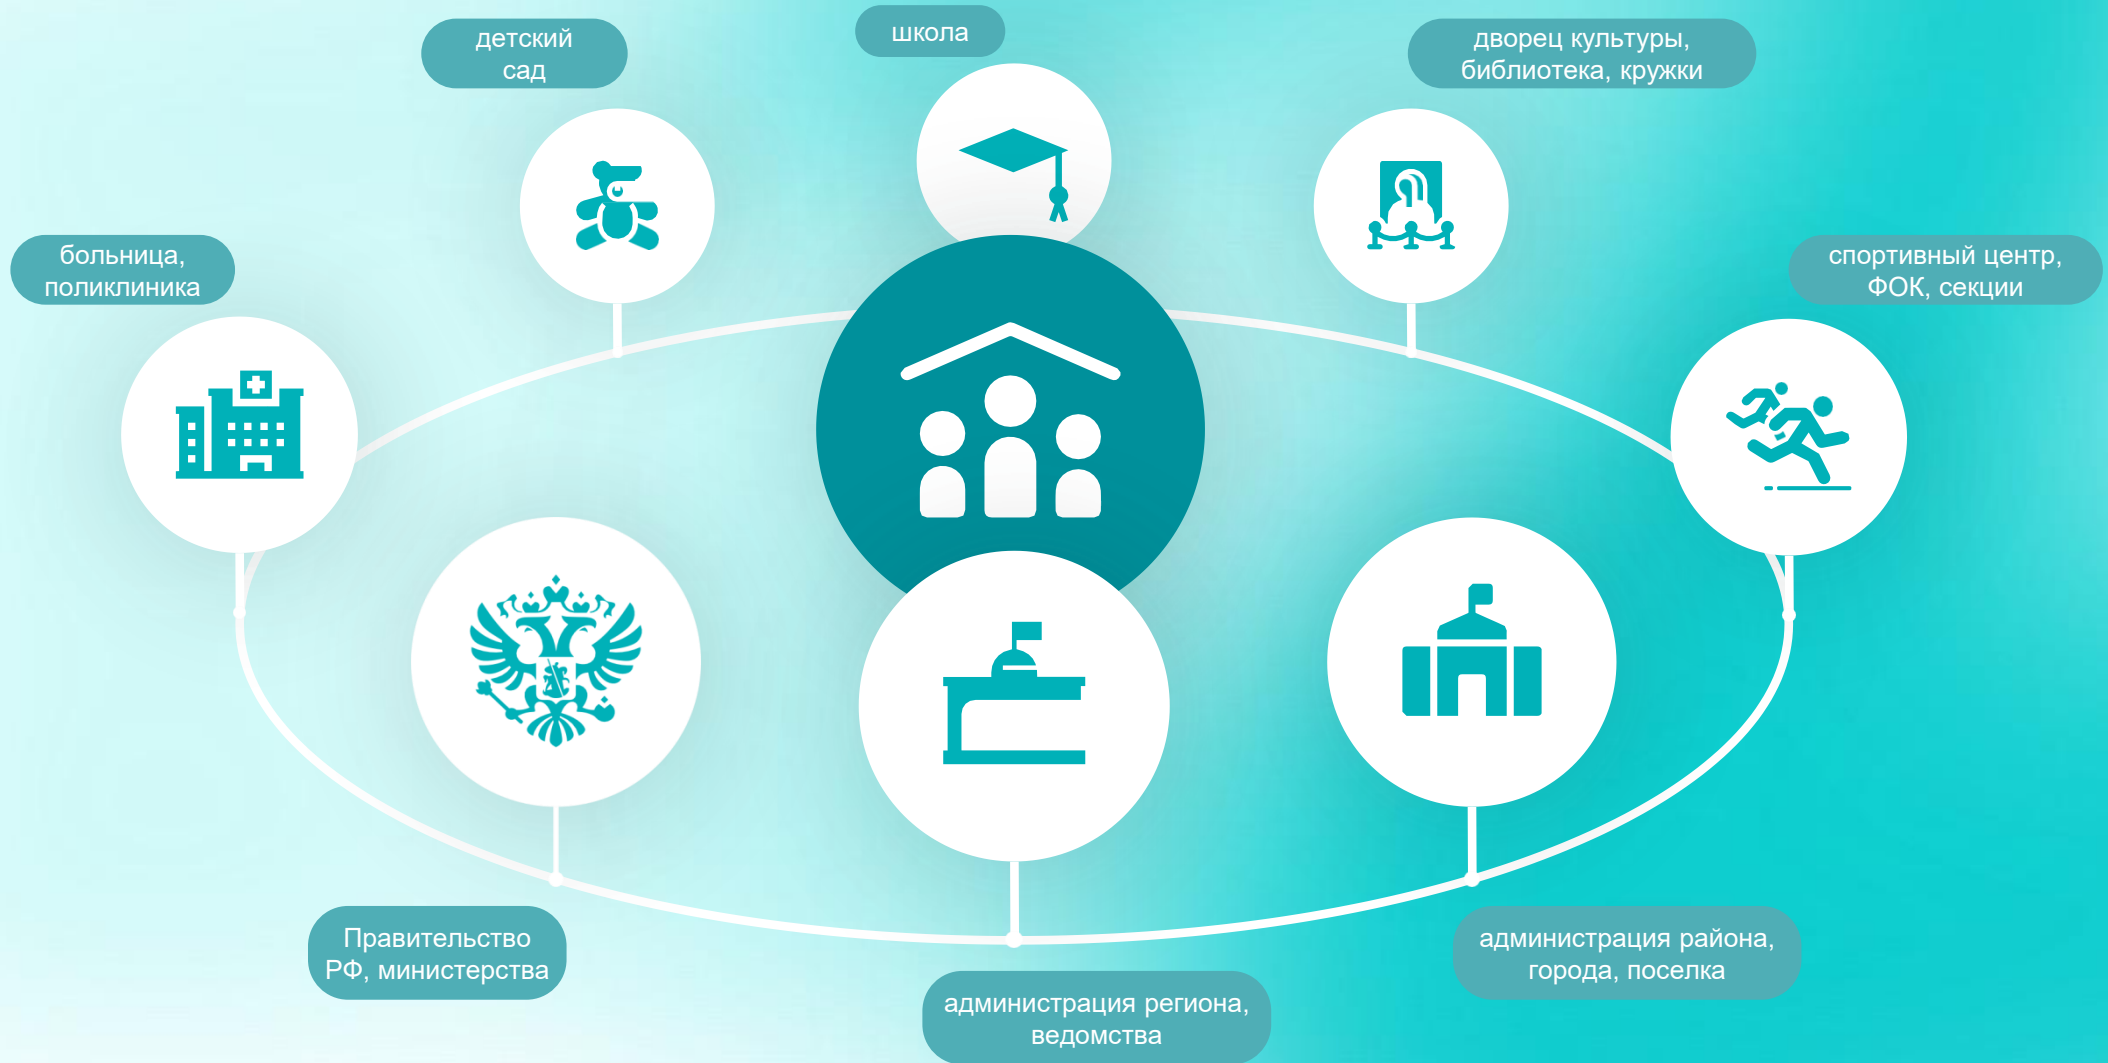 детский
сад
школа
дворец культуры,
библиотека, кружки
больница,
поликлиника
спортивный центр,
ФОК, секции
Правительство
РФ, министерства
администрация региона,
ведомства
администрация района,
города, поселка